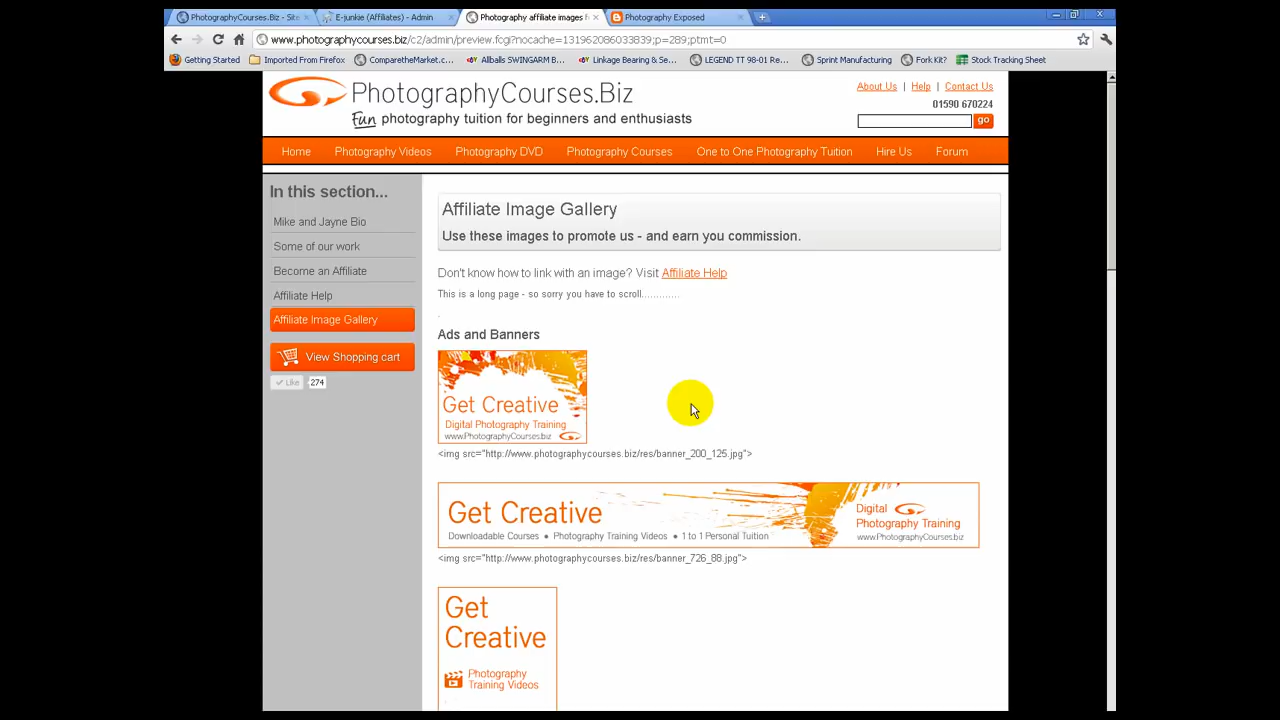 PhotographyCourses.Biz - Sit
E-junkie (Affiliates) - Admin
Photography affiliate images f
Photography Exposed
www.photographycourses.biz/c2/admin/preview.fcgi?nocache=131962086033839;p=289;ptmt=0
Getting Started
Imported From Firefox
ComparetheMarket.c...
Allballs SWINGARM B...
Linkage Bearing & Se...
LEGEND TT 98-01 Re...
Sprint Manufacturing
Fork Kit?
Stock Tracking Sheet
PhotographyCourses.Biz
Fun photography tuition for beginners and enthusiasts
About Us | Help | Contact Us
01590 670224
go
Home
Photography Videos
Photography DVD
Photography Courses
One to One Photography Tuition
Hire Us
Forum
In this section...
Mike and Jayne Bio
Some of our work
Become an Affiliate
Affiliate Help
Affiliate Image Gallery
View Shopping cart
Like 274
Affiliate Image Gallery
Use these images to promote us - and earn you commission.
Don't know how to link with an image? Visit Affiliate Help
This is a long page - so sorry you have to scroll............
.
Ads and Banners
Get Creative
Digital Photography Training
www.PhotographyCourses.biz
<img src="http://www.photographycourses.biz/res/banner_200_125.jpg">
Get Creative
Downloadable Courses • Photography Training Videos • 1 to 1 Personal Tuition
Digital
Photography Training
www.PhotographyCourses.biz
<img src="http://www.photographycourses.biz/res/banner_726_88.jpg">
Get
Creative
Photography
Training Videos